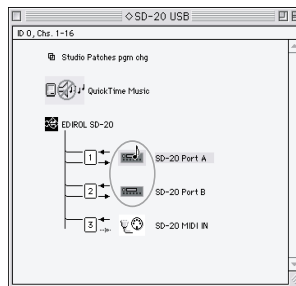 ◇SD-20 USB
ID 0, Chs. 1-16
Studio Patches pgm chg
QuickTime Music
EDIROL SD-20
1
SD-20 Port A
2
SD-20 Port B
3
SD-20 MIDI IN